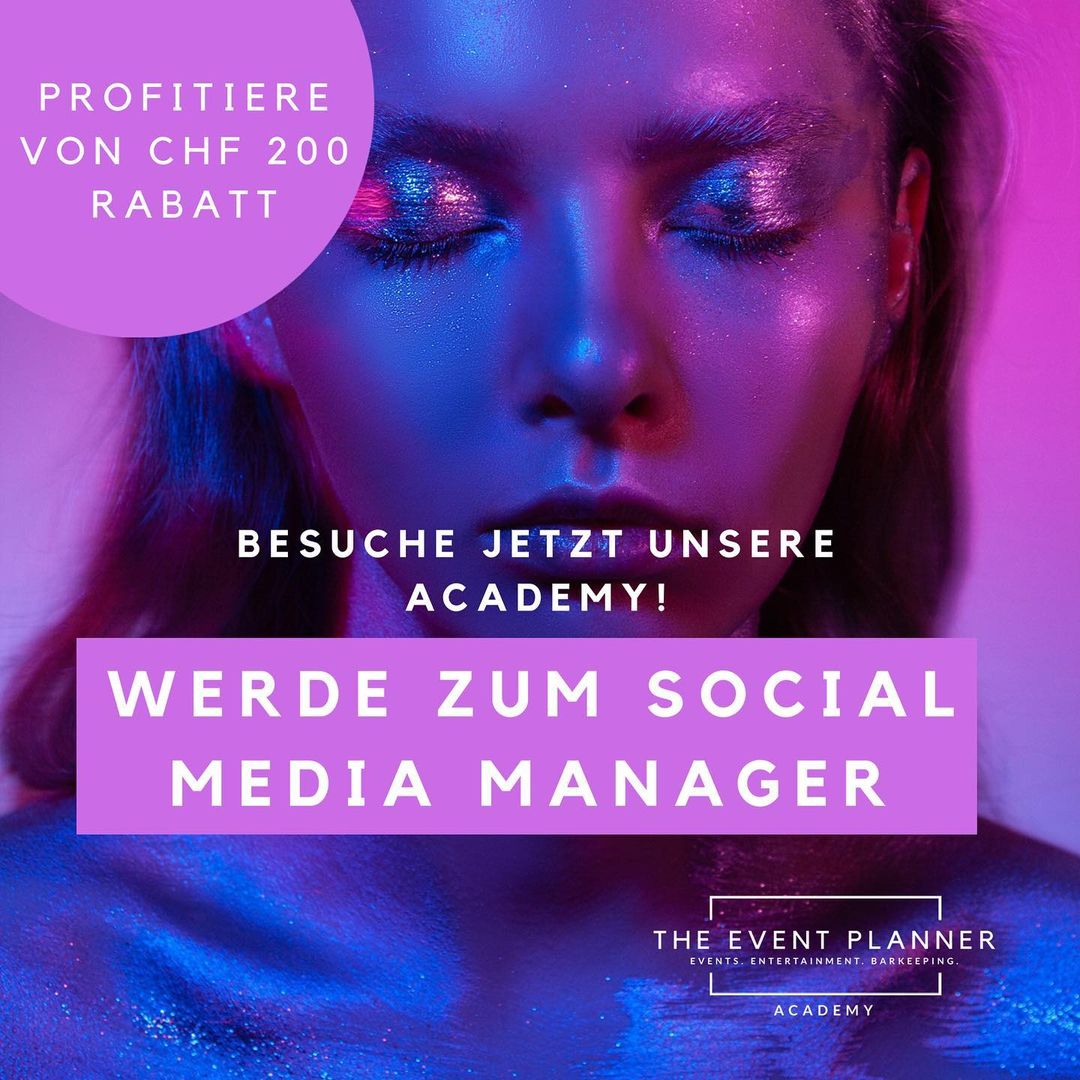 PROFITIERE
VON CHF 200
RABATT
BESUCHE JETZT UNSERE
ACADEMY!
WERDE ZUM SOCIAL
MEDIA MANAGER
THE EVENT PLANNER
EVENTS. ENTERTAINMENT. BARKEEPING.
ACADEMY